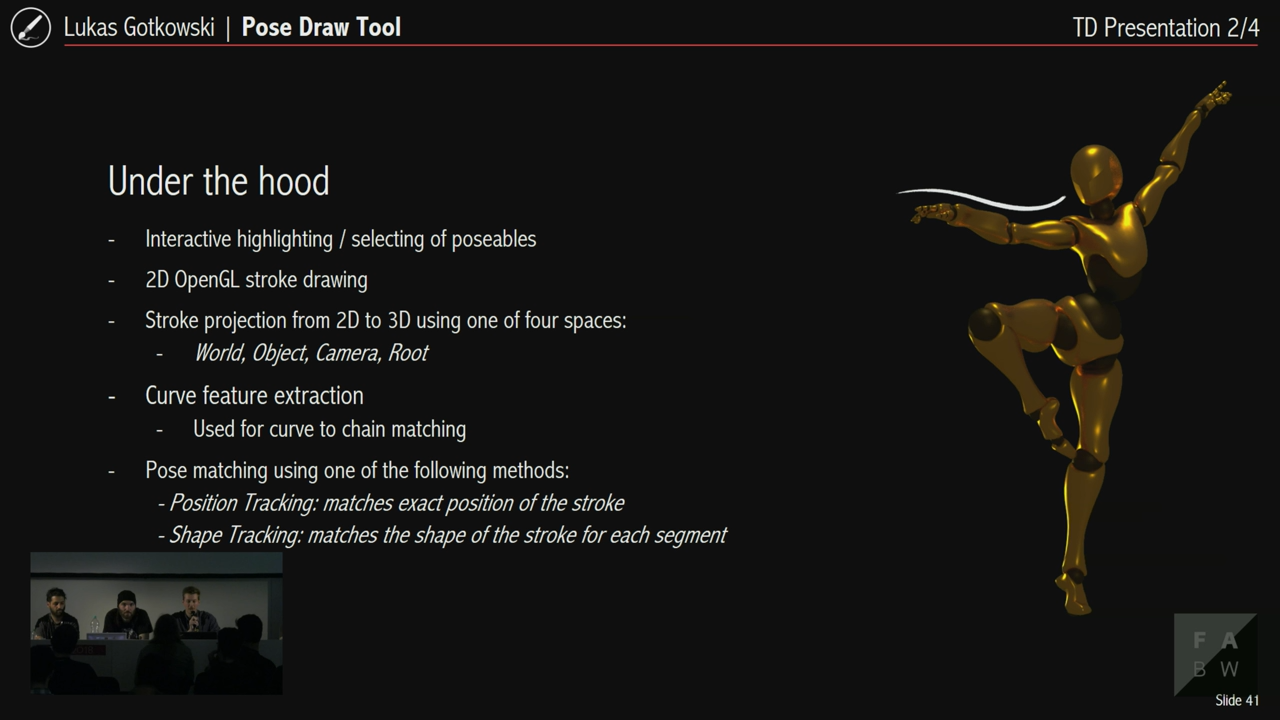 Lukas Gotkowski | Pose Draw Tool
TD Presentation 2/4
Under the hood
- Interactive highlighting / selecting of poseables
- 2D OpenGL stroke drawing
- Stroke projection from 2D to 3D using one of four spaces:
- World, Object, Camera, Root
- Curve feature extraction
- Used for curve to chain matching
- Pose matching using one of the following methods:
- Position Tracking: matches exact position of the stroke
- Shape Tracking: matches the shape of the stroke for each segment
F A
B W
Slide 41